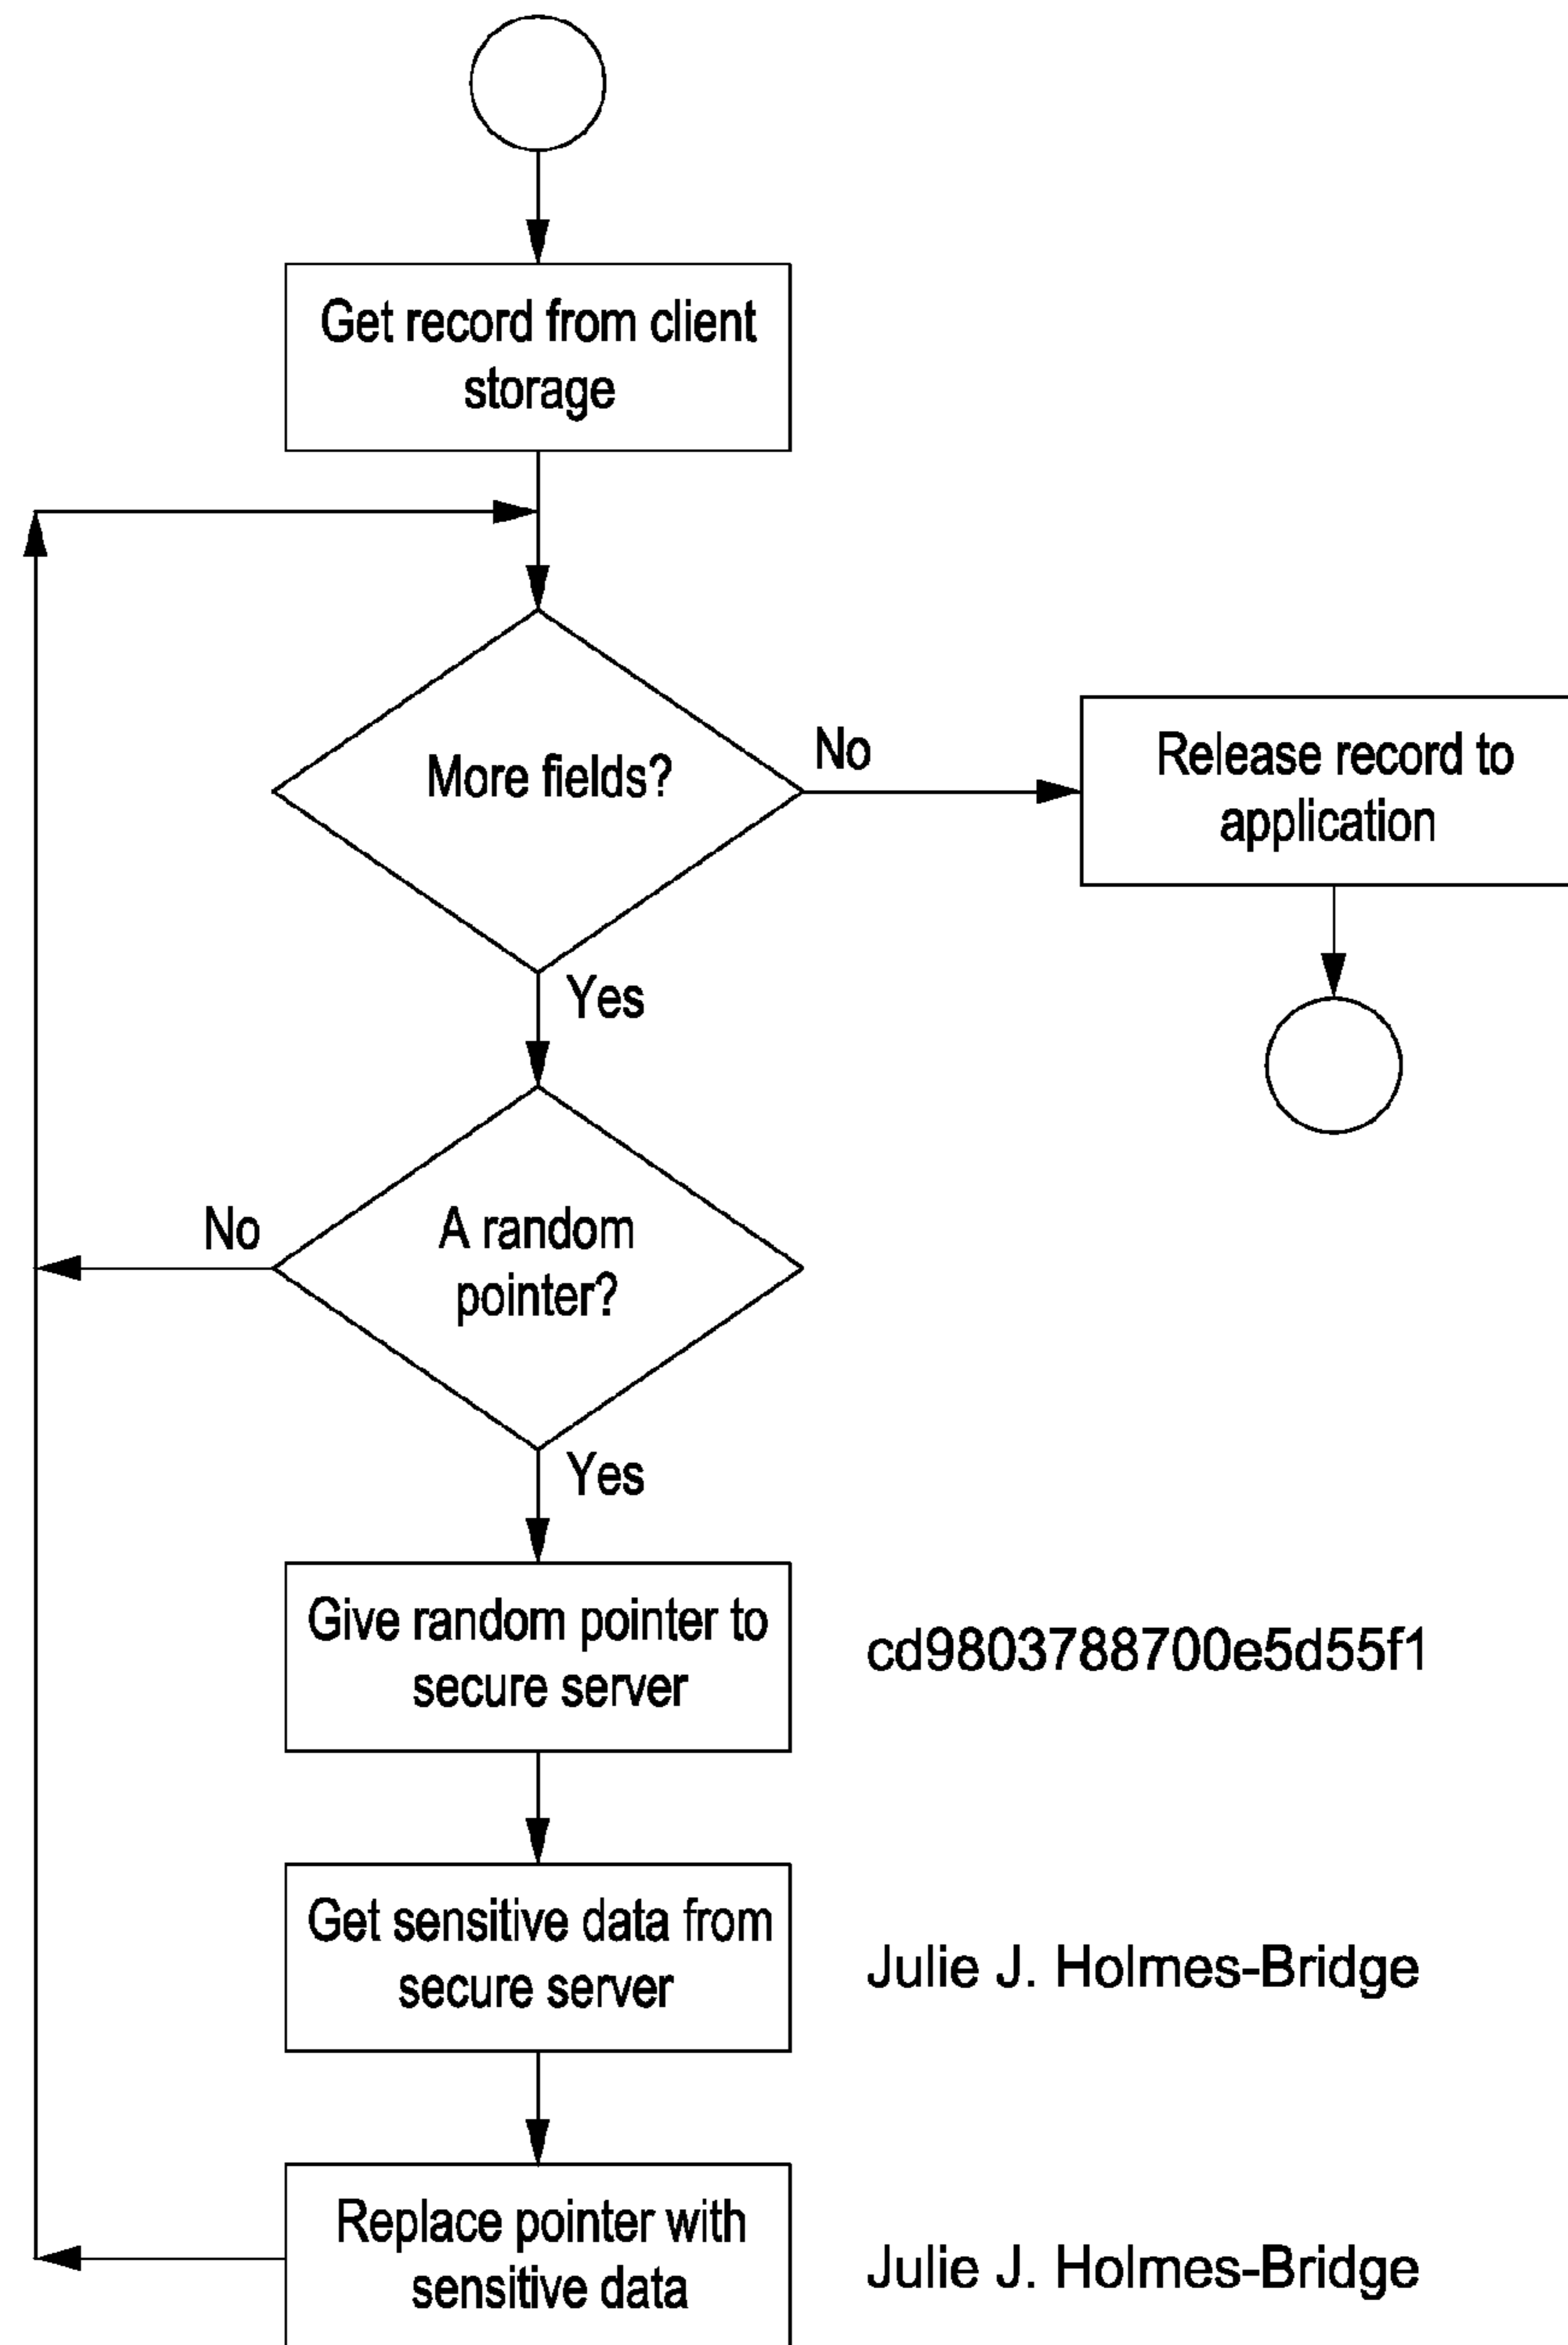 Get record from client
storage
More fields?
No
Release record to
application
Yes
A random
pointer?
No
Yes
Give random pointer to
secure server
cd9803788700e5d55f1
Get sensitive data from
secure server
Julie J. Holmes-Bridge
Replace pointer with
sensitive data
Julie J. Holmes-Bridge